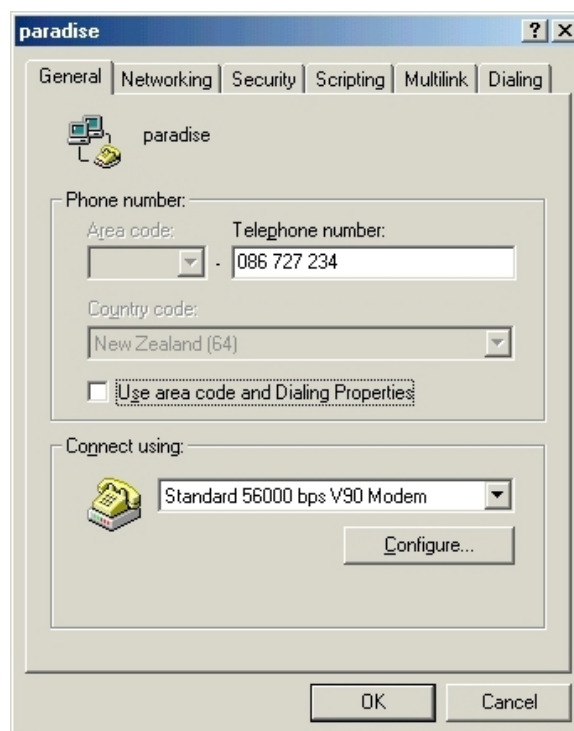 paradise
General Networking Security Scripting Multilink Dialing
paradise
Phone number:
Area code: Telephone number:
- 086 727 234
Country code:
New Zealand (64)
Use area code and Dialing Properties
Connect using:
Standard 56000 bps V90 Modem
Configure...
OK Cancel